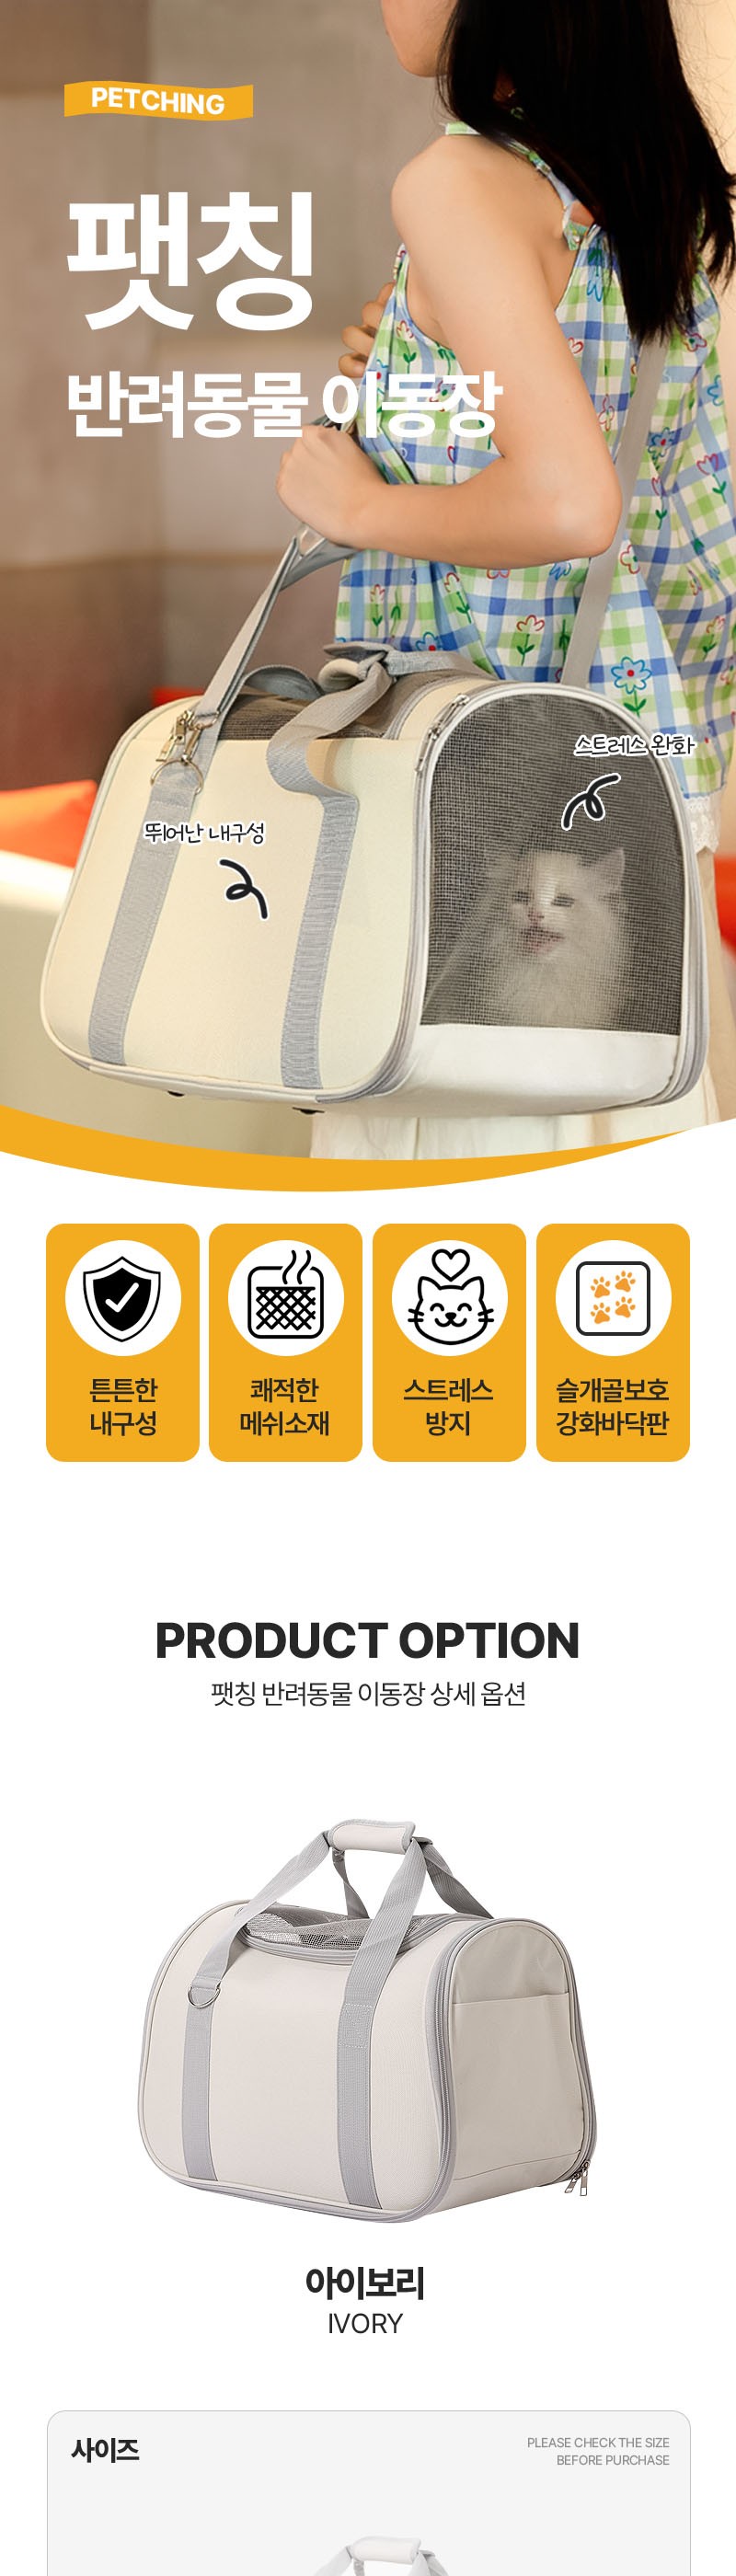 PETCHING
팻칭
반려동물 이동장
스트레스 완화
뛰어난 내구성
튼튼한
내구성
쾌적한
메쉬소재
스트레스
방지
슬개골보호
강화바닥판
PRODUCT OPTION
팻칭 반려동물 이동장 상세 옵션
아이보리
IVORY
사이즈
PLEASE CHECK THE SIZE
BEFORE PURCHASE